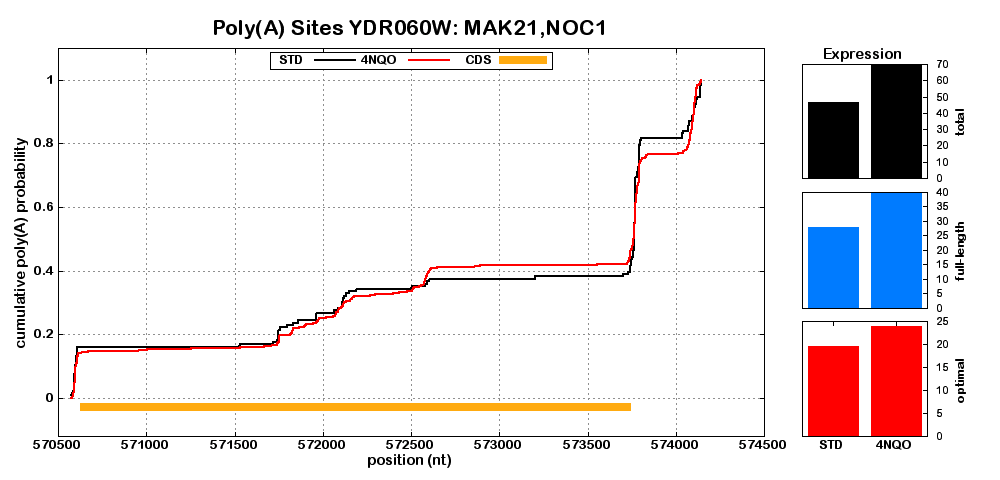 Poly(A) Sites YDR060W: MAK21,NOC1
STD 4NQO CDS
cumulative poly(A) probability
1
0.8
0.6
0.4
0.2
0
570500 571000 571500 572000 572500 573000 573500 574000 574500
position (nt)
Expression
70
60
50
40
30
20
10
0
total
40
35
30
25
20
15
10
5
0
full-length
25
20
15
10
5
0
optimal
STD 4NQO